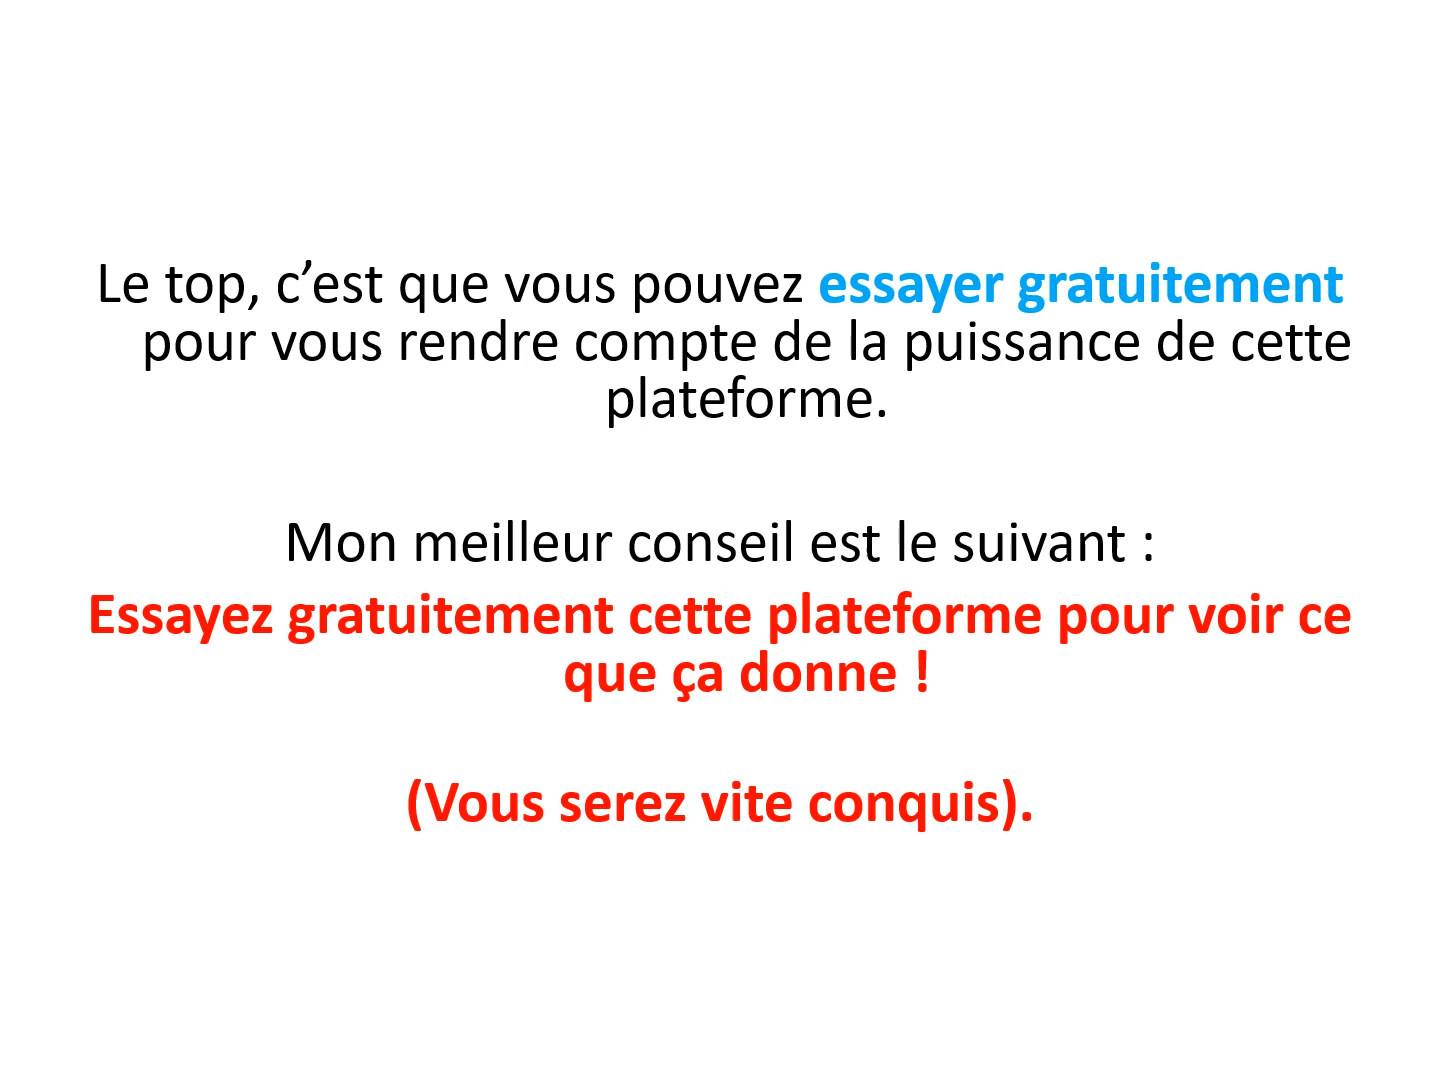 Le top, c’est que vous pouvez essayer gratuitement
pour vous rendre compte de la puissance de cette
plateforme.
Mon meilleur conseil est le suivant :
Essayez gratuitement cette plateforme pour voir ce
que ça donne !
(Vous serez vite conquis).